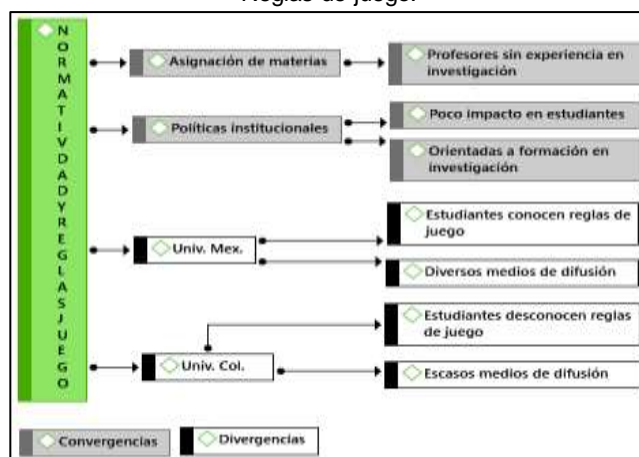 Reglas de juego.
NORMATIVDADYREGLASJUEGO
Asignación de materias
Profesores sin experiencia en
investigación
Políticas institucionales
Poco impacto en estudiantes
Orientadas a formación en
investigación
Univ. Mex.
Estudiantes conocen reglas de
juego
Diversos medios de difusión
Univ. Col.
Estudiantes desconocen reglas
de juego
Escasos medios de difusión
Convergencias
Divergencias